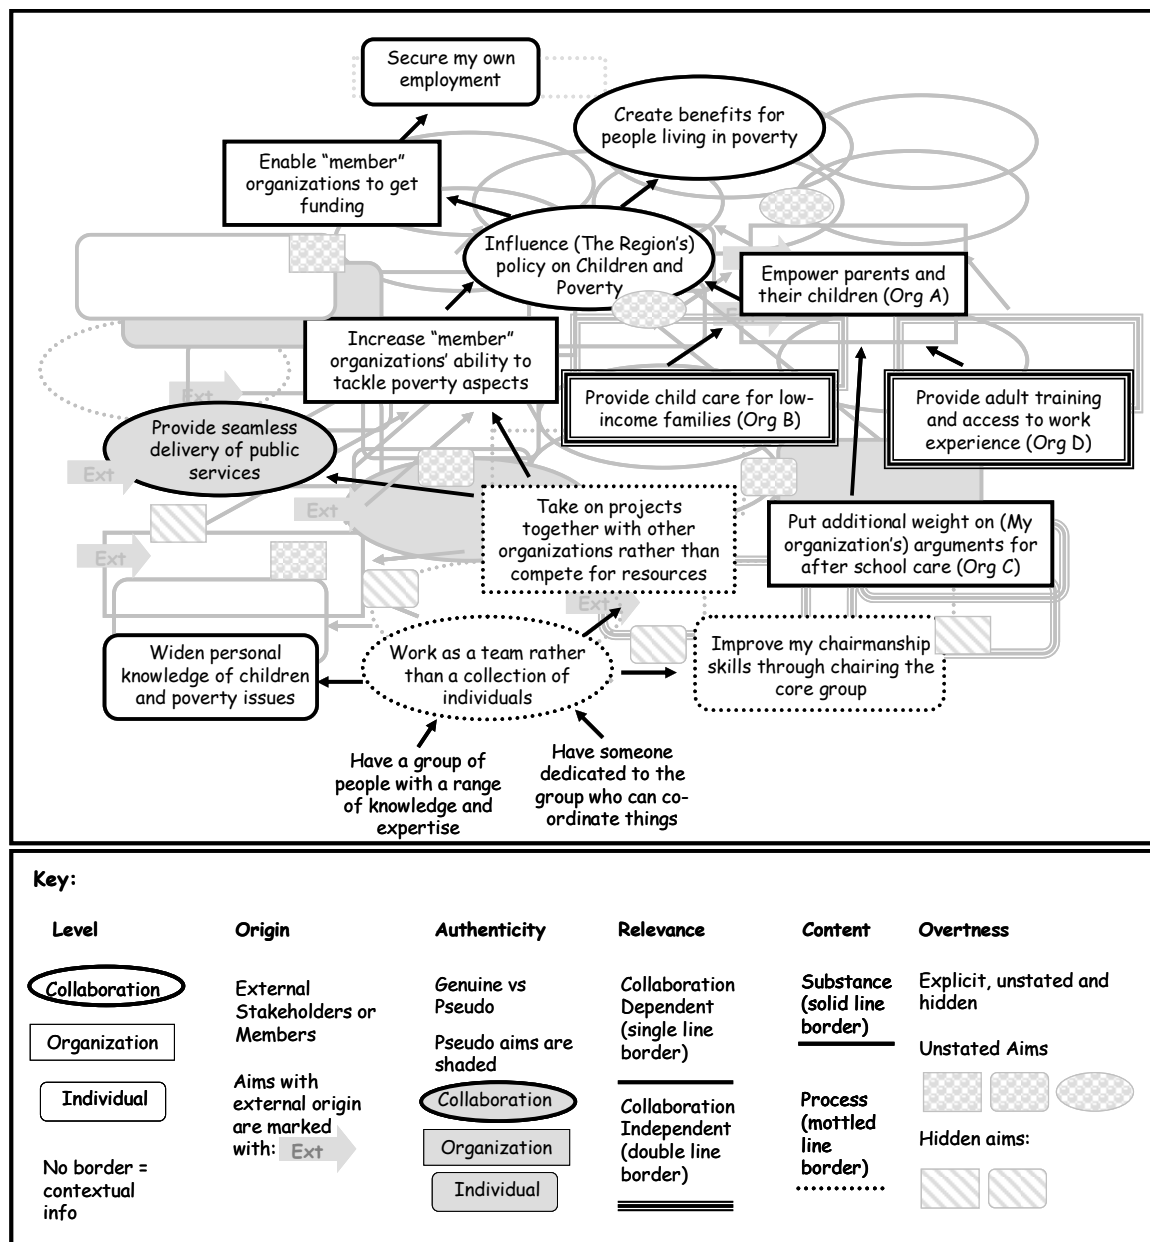 Secure my own
employment
Create benefits for
people living in poverty
Enable “member”
organizations to get
funding
Influence (The Region’s)
policy on Children and
Poverty
Empower parents and
their children (Org A)
Increase “member”
organizations’ ability to
tackle poverty aspects
Ext
Provide child care for low-
income families (Org B)
Provide adult training
and access to work
experience (Org D)
Provide seamless
delivery of public
services
Ext
Ext
Take on projects
together with other
organizations rather than
compete for resources
Put additional weight on (My
organization’s) arguments for
after school care (Org C)
Ext
Ext
Widen personal
knowledge of children
and poverty issues
Work as a team rather
than a collection of
individuals
Improve my chairmanship
skills through chairing the
core group
Have a group of
people with a range
of knowledge and
expertise
Have someone
dedicated to the
group who can co-
ordinate things
Key:
Level
Collaboration
Organization
Individual
No border =
contextual
info
Origin
External
Stakeholders or
Members
Aims with
external origin
are marked
with: Ext
Authenticity
Genuine vs
Pseudo
Pseudo aims are
shaded
Collaboration
Organization
Individual
Relevance
Collaboration
Dependent
(single line
border)
Collaboration
Independent
(double line
border)
Content
Substance
(solid line
border)
Process
(mottled
line
border)
Overtness
Explicit, unstated and
hidden
Unstated Aims
Hidden aims: